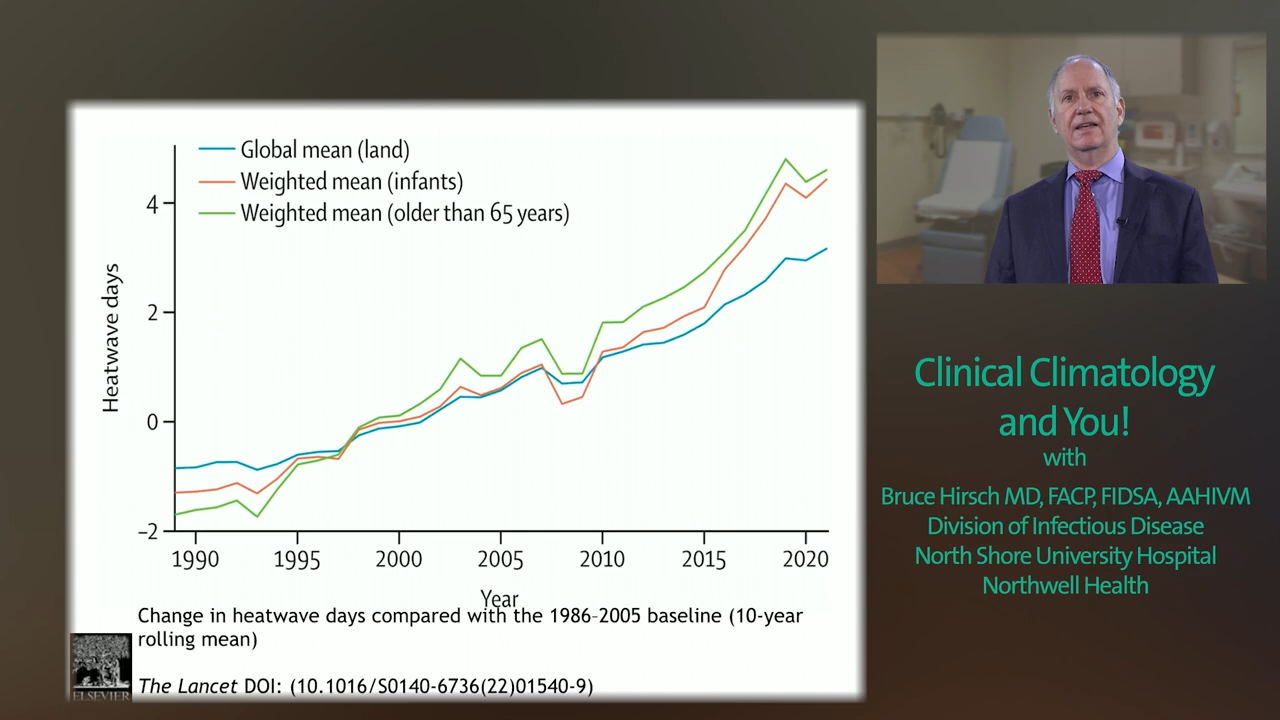 Global mean (land)
Weighted mean (infants)
Weighted mean (older than 65 years)
Heatwave days
4
2
0
–2
1990 1995 2000 2005 2010 2015 2020
Year
Change in heatwave days compared with the 1986–2005 baseline (10-year
rolling mean)
ELSEVIER
The Lancet DOI: (10.1016/S0140-6736(22)01540-9)
Clinical Climatology
and You!
with
Bruce Hirsch MD, FACP, FIDSA, AAHIVM
Division of Infectious Disease
North Shore University Hospital
Northwell Health